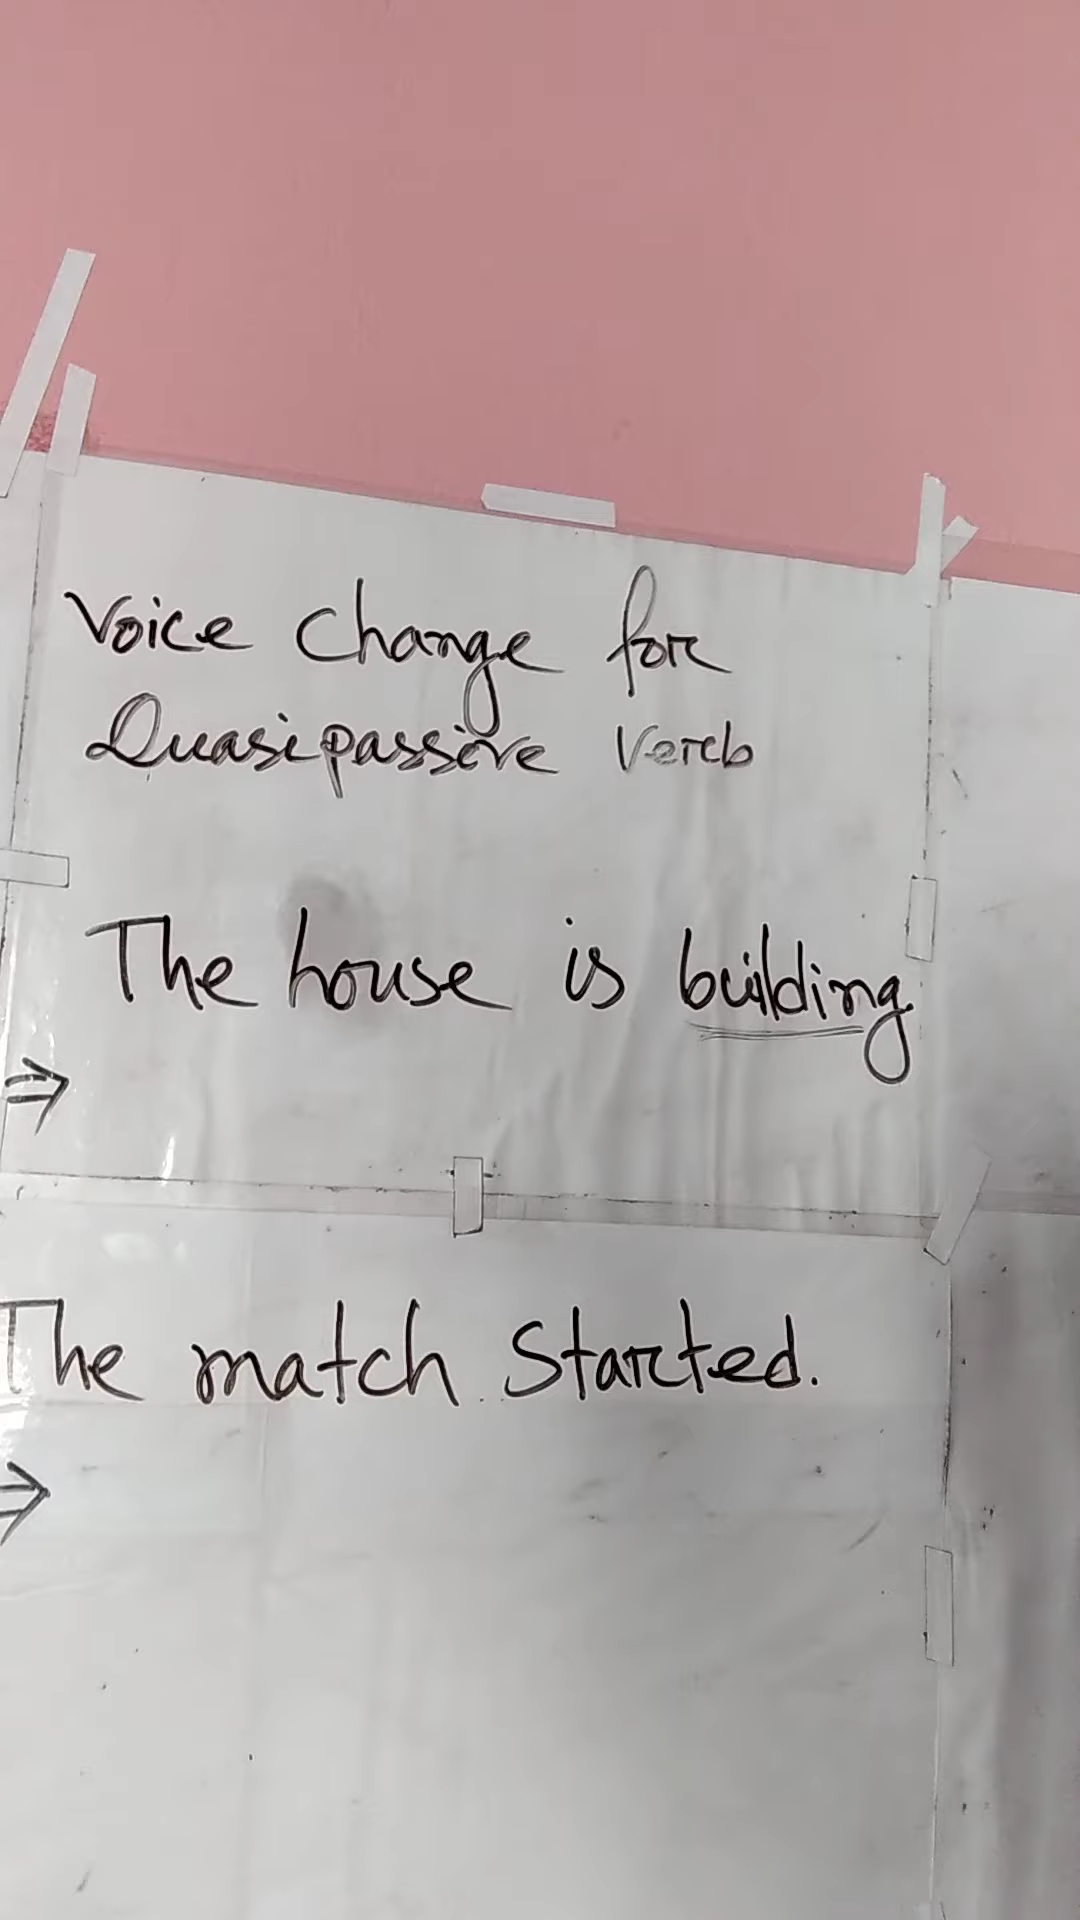 Voice Change for
Quasipassive Verb
The house is building.
⇒
The match started.
⇒